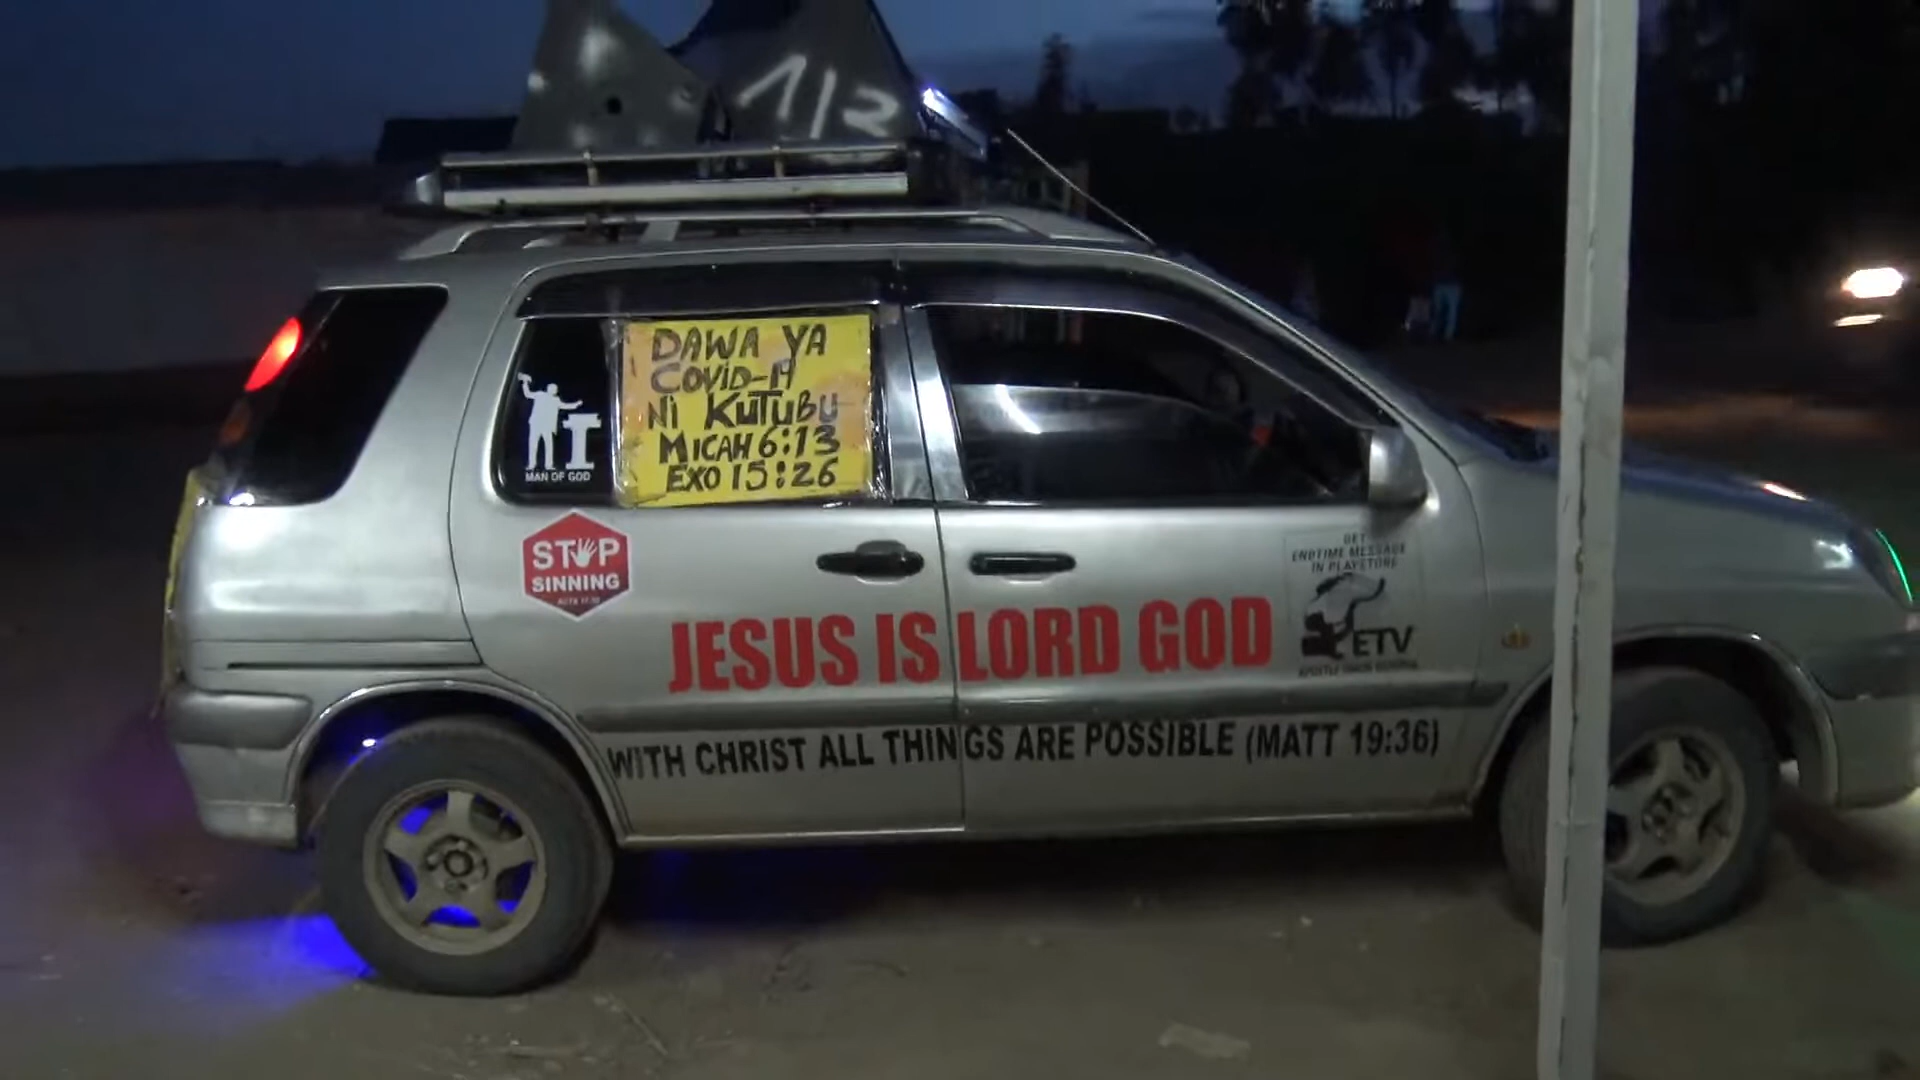 1/2
DAWA YA
COVID-19
NI KUTUBU
MICAH 6:13
EXO 15:26
MAN OF GOD
STOP
SINNING
JESUS IS LORD GOD
GET
ENDTIME MESSAGE
IN PLAYSTORE
ETV
WITH CHRIST ALL THINGS ARE POSSIBLE (MATT 19:36)